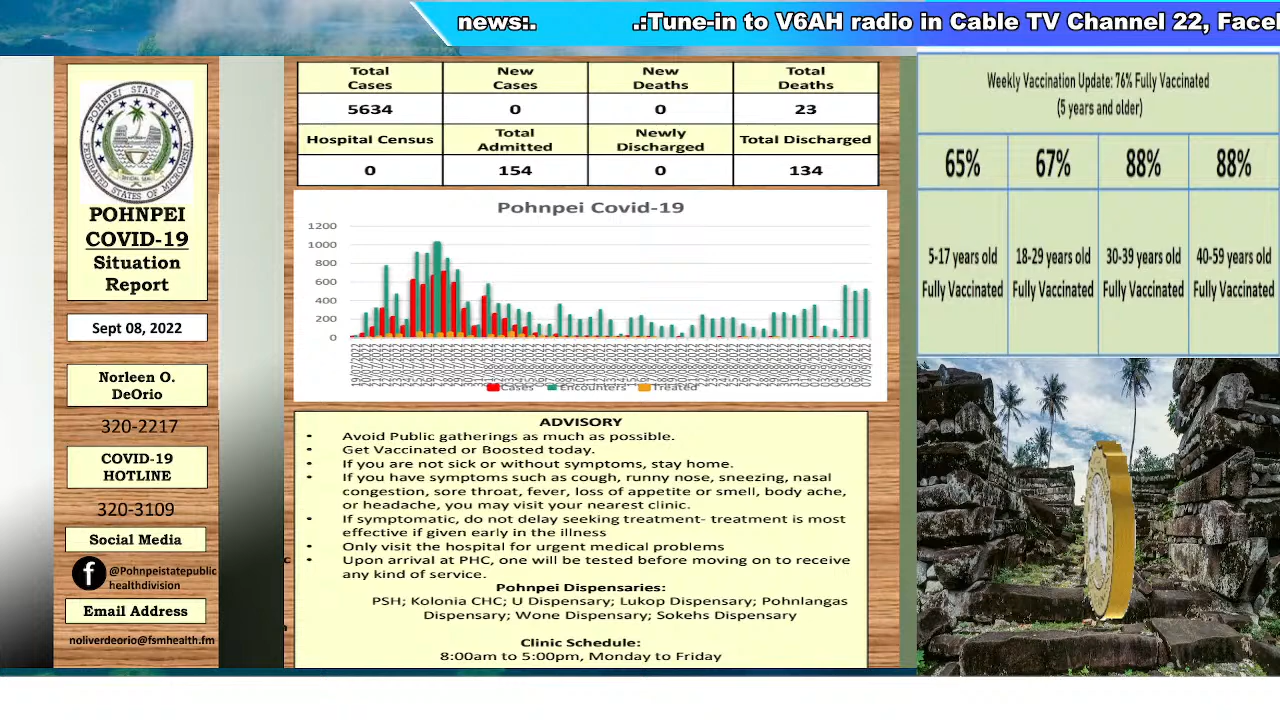 news:.
.:Tune-in to V6AH radio in Cable TV Channel 22,
POHNPEI STATE SEAL
FEDERATED STATES OF MICRONESIA
POHNPEI
COVID-19
Situation
Report
Sept 08, 2022
Norleen O.
DeOrio
320-2217
COVID-19
HOTLINE
320-3109
Social Media
f @Pohnpeistatepublic
healthdivision
Email Address
noliverdeorio@fsmhealth.fm
Total Cases New Cases New Deaths Total Deaths
5634 0 0 23
Hospital Census Total Admitted Newly Discharged Total Discharged
0 154 0 134
Pohnpei Covid-19
1200
1000
800
600
400
200
0
Cases Encounters Treated
ADVISORY
• Avoid Public gatherings as much as possible.
• Get Vaccinated or Boosted today.
• If you are not sick or without symptoms, stay home.
• If you have symptoms such as cough, runny nose, sneezing, nasal
congestion, sore throat, fever, loss of appetite or smell, body ache,
or headache, you may visit your nearest clinic.
• If symptomatic, do not delay seeking treatment- treatment is most
effective if given early in the illness
• Only visit the hospital for urgent medical problems
• Upon arrival at PHC, one will be tested before moving on to receive
any kind of service.
Pohnpei Dispensaries:
PSH; Kolonia CHC; U Dispensary; Lukop Dispensary; Pohnlangas
Dispensary; Wone Dispensary; Sokehs Dispensary
Clinic Schedule:
8:00am to 5:00pm, Monday to Friday
Weekly Vaccination Update: 76% Fully Vaccinated
(5 years and older)
65% 67% 88% 88%
5-17 years old 18-29 years old 30-39 years old 40-59 years old
Fully Vaccinated Fully Vaccinated Fully Vaccinated Fully Vaccinated